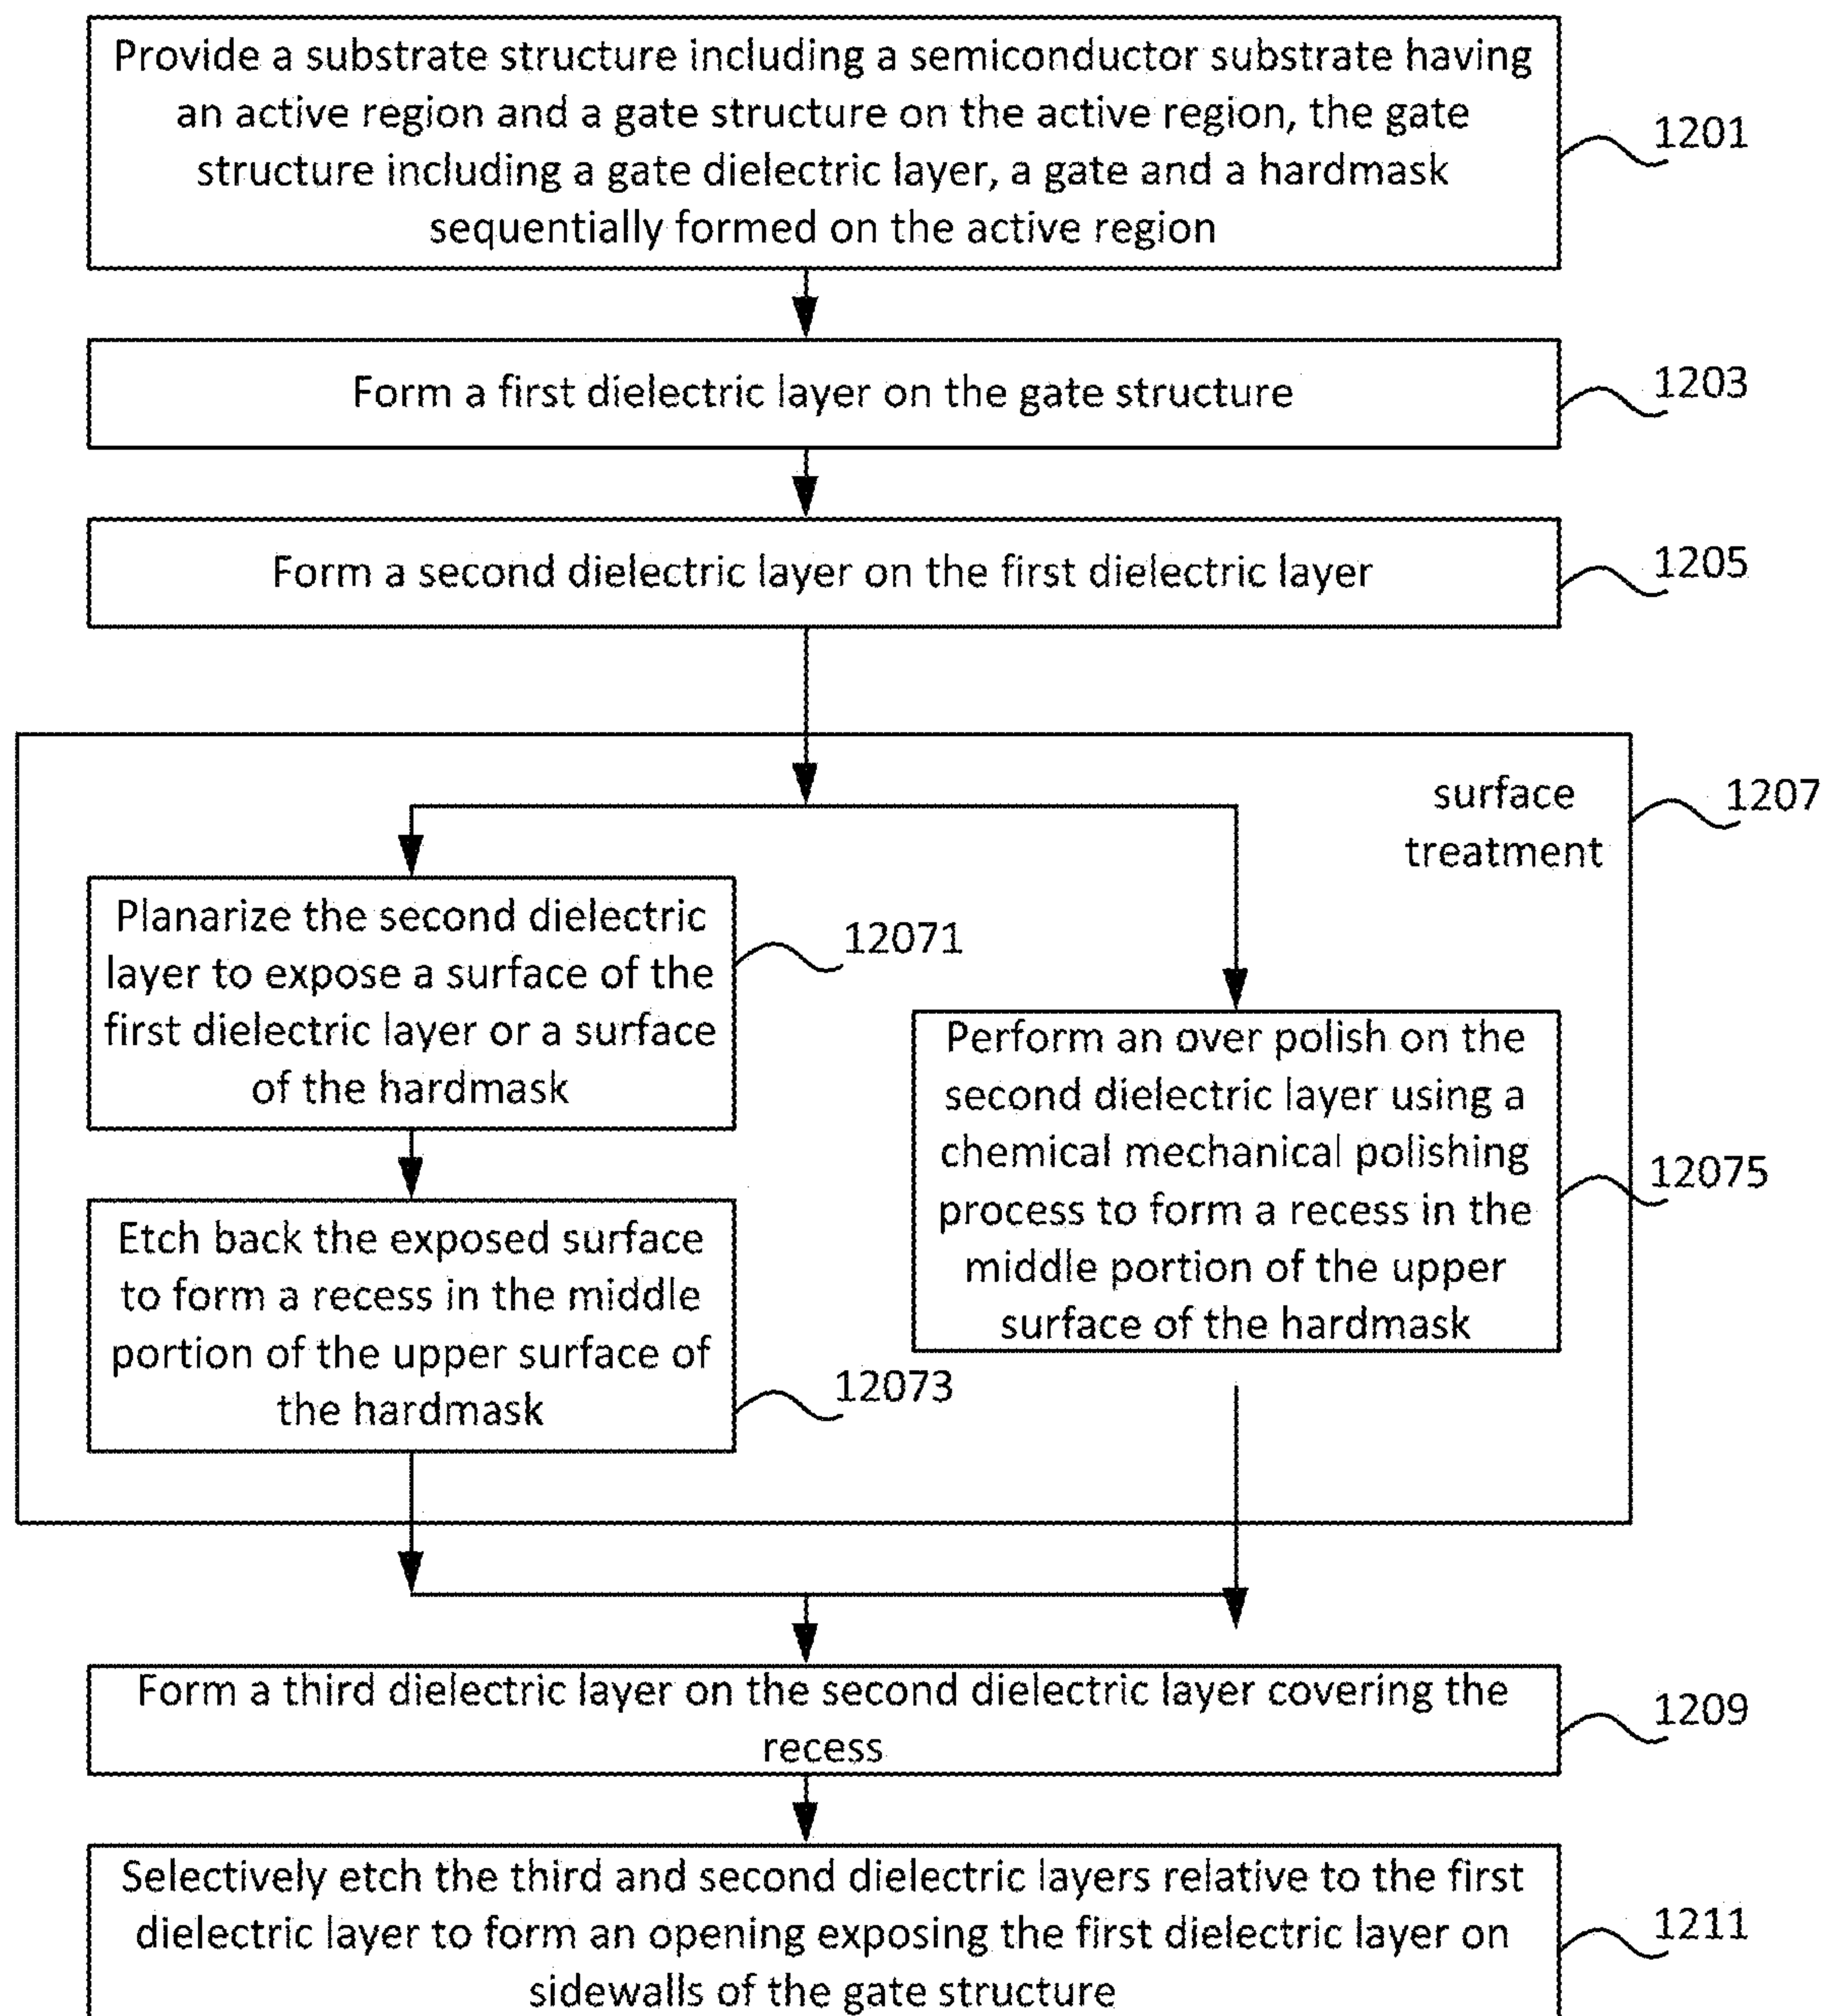 Provide a substrate structure including a semiconductor substrate having
an active region and a gate structure on the active region, the gate
structure including a gate dielectric layer, a gate and a hardmask
sequentially formed on the active region
1201
Form a first dielectric layer on the gate structure
1203
Form a second dielectric layer on the first dielectric layer
1205
surface
treatment
1207
Planarize the second dielectric
layer to expose a surface of the
first dielectric layer or a surface
of the hardmask
12071
Etch back the exposed surface
to form a recess in the middle
portion of the upper surface of
the hardmask
12073
Perform an over polish on the
second dielectric layer using a
chemical mechanical polishing
process to form a recess in the
middle portion of the upper
surface of the hardmask
12075
Form a third dielectric layer on the second dielectric layer covering the
recess
1209
Selectively etch the third and second dielectric layers relative to the first
dielectric layer to form an opening exposing the first dielectric layer on
sidewalls of the gate structure
1211